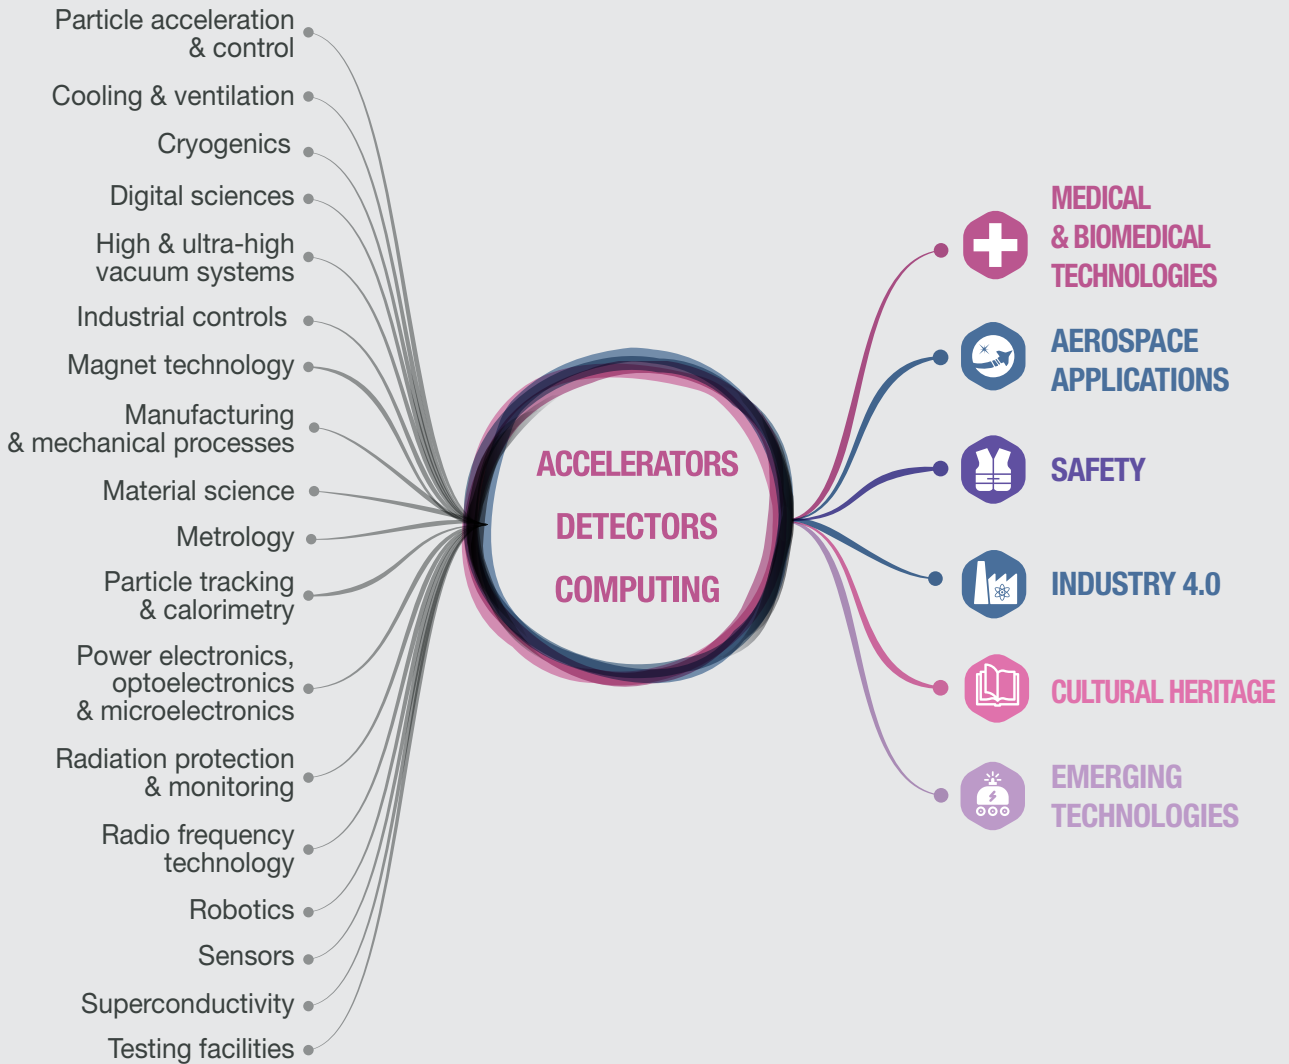 Particle acceleration
& control
Cooling & ventilation
Cryogenics
Digital sciences
High & ultra-high
vacuum systems
Industrial controls
Magnet technology
Manufacturing
& mechanical processes
Material science
Metrology
Particle tracking
& calorimetry
Power electronics,
optoelectronics
& microelectronics
Radiation protection
& monitoring
Radio frequency
technology
Robotics
Sensors
Superconductivity
Testing facilities
ACCELERATORS
DETECTORS
COMPUTING
MEDICAL
& BIOMEDICAL
TECHNOLOGIES
AEROSPACE
APPLICATIONS
SAFETY
INDUSTRY 4.0
CULTURAL HERITAGE
EMERGING
TECHNOLOGIES